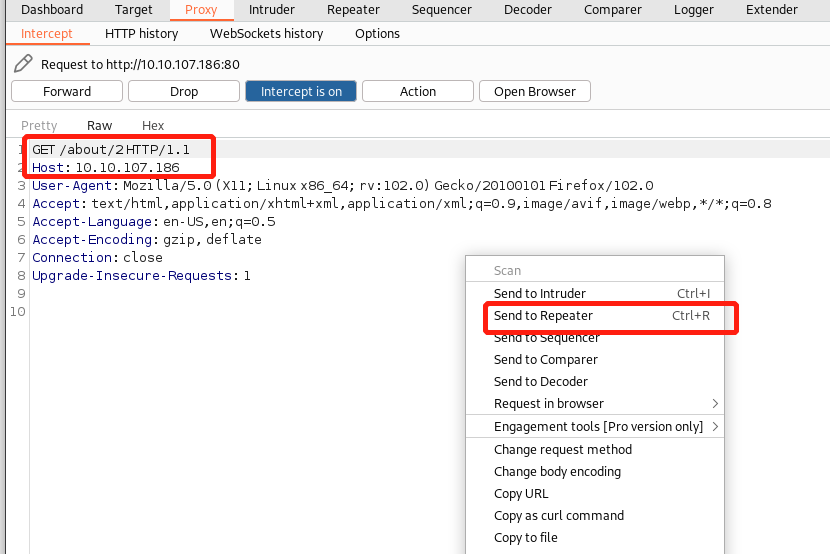 Dashboard Target Proxy Intruder Repeater Sequencer Decoder Comparer Logger Extender
Intercept HTTP history WebSockets history Options
Request to http://10.10.107.186:80
Forward Drop Intercept is on Action Open Browser
Pretty Raw Hex
1 GET /about/2 HTTP/1.1
2 Host: 10.10.107.186
3 User-Agent: Mozilla/5.0 (X11; Linux x86_64; rv:102.0) Gecko/20100101 Firefox/102.0
4 Accept: text/html,application/xhtml+xml,application/xml;q=0.9,image/avif,image/webp,*/*;q=0.8
5 Accept-Language: en-US,en;q=0.5
6 Accept-Encoding: gzip, deflate
7 Connection: close
8 Upgrade-Insecure-Requests: 1
9
10
Scan
Send to Intruder Ctrl+I
Send to Repeater Ctrl+R
Send to Sequencer
Send to Comparer
Send to Decoder
Request in browser
Engagement tools [Pro version only]
Change request method
Change body encoding
Copy URL
Copy as curl command
Copy to file